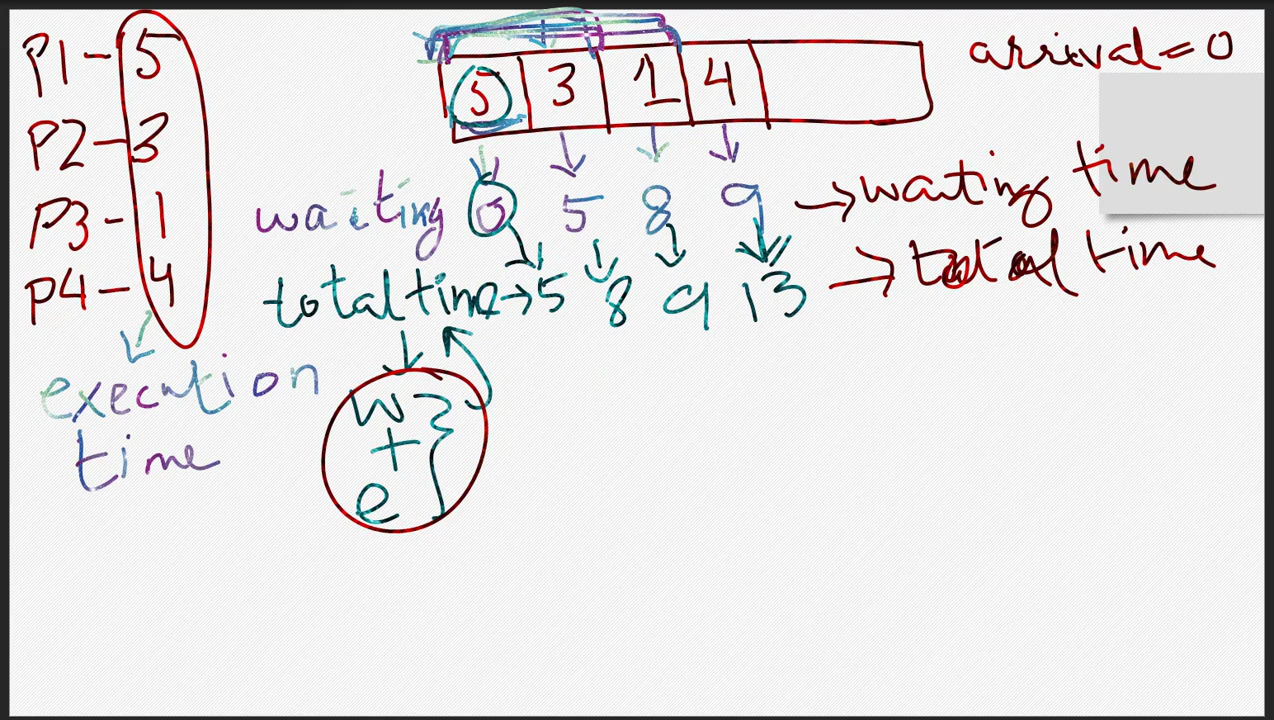 P1 - 5
P2 - 3
P3 - 1
P4 - 4
execution
time
5 3 1 4
arrival = 0
waiting 0 5 8 9 → waiting time
total time → 5 8 9 13 → total time
w
+
e